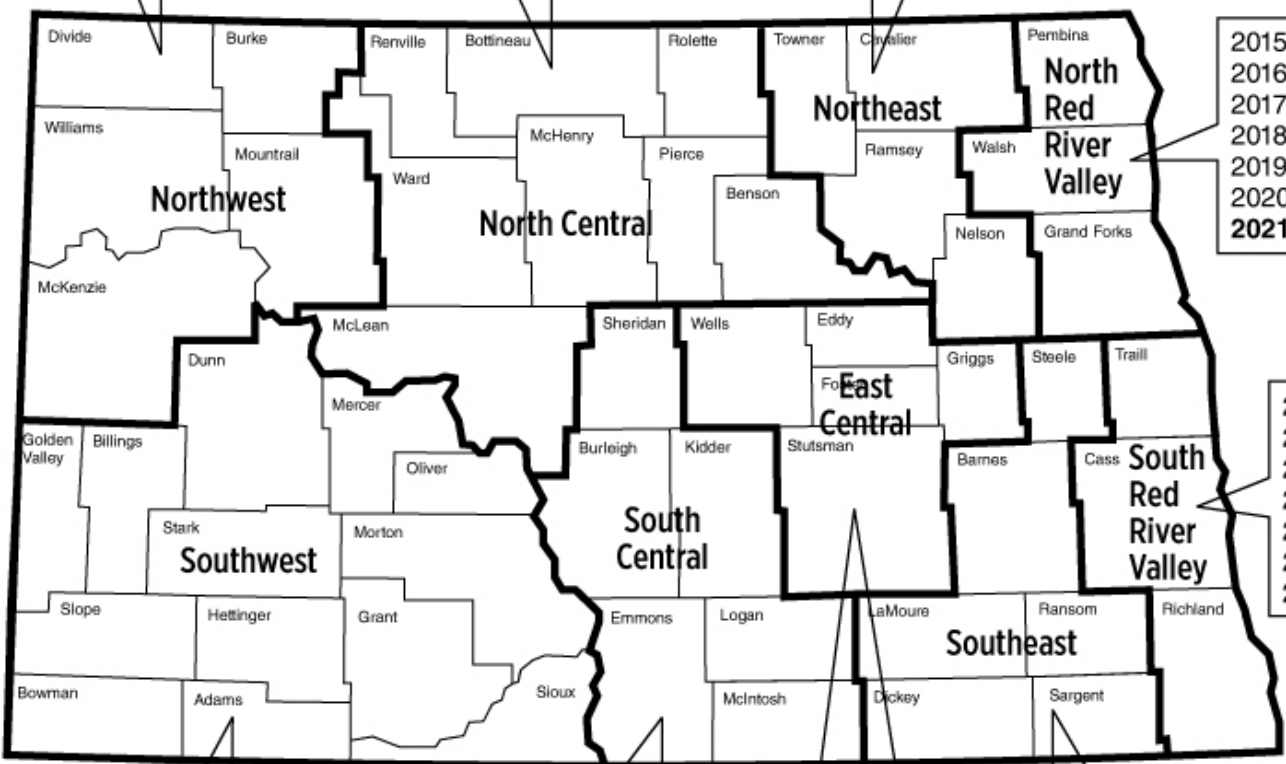 Divide
Burke
Renville
Bottineau
Rolette
Towner
Cavalier
Pembina
2015
2016
2017
2018
2019
2020
2021
North
Red
River
Valley
Northeast
Williams
Mountrail
McHenry
Pierce
Ramsey
Walsh
Ward
Benson
Northwest
North Central
Nelson
Grand Forks
McKenzie
McLean
Sheridan
Wells
Eddy
Griggs
Steele
Traill
Dunn
Foster
East
Central
Mercer
Golden
Valley
Billings
Burleigh
Kidder
Stutsman
Barnes
Cass
South
Red
River
Valley
Oliver
Stark
Morton
Southwest
South
Central
Slope
Hettinger
Grant
Emmons
Logan
LaMoure
Ransom
Richland
Southeast
Bowman
Adams
Sioux
McIntosh
Dickey
Sargent